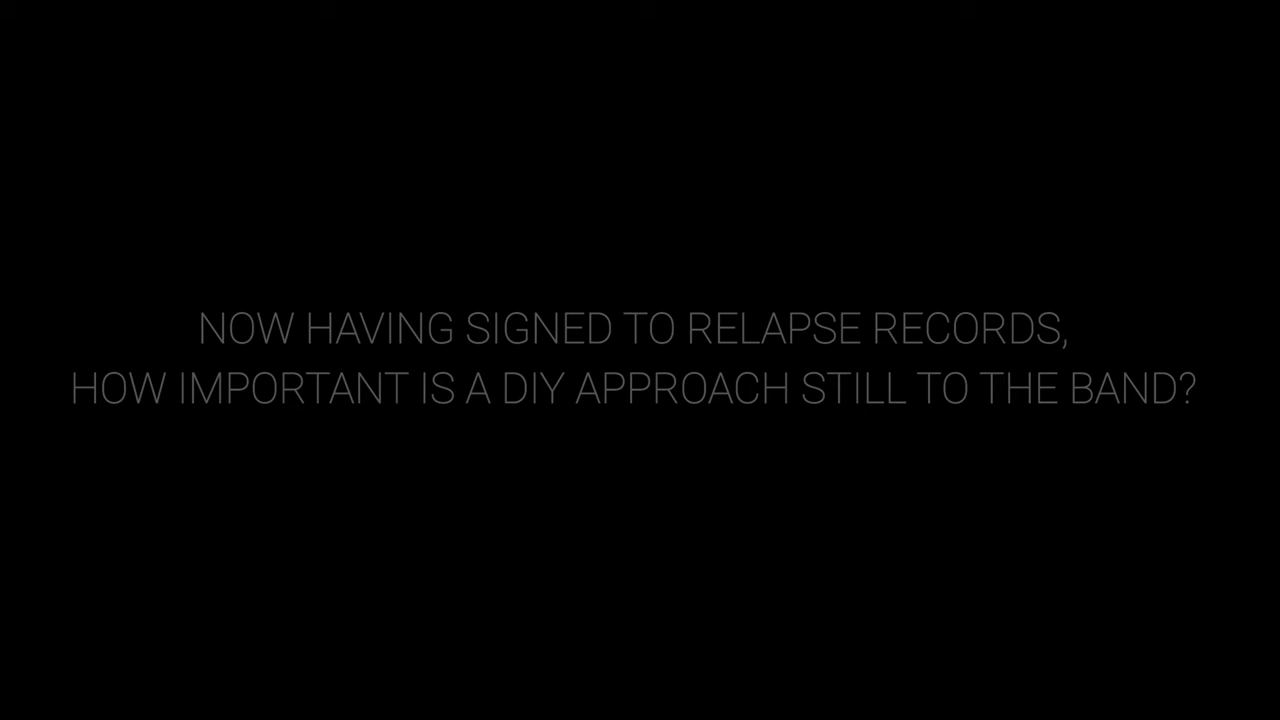 NOW HAVING SIGNED TO RELAPSE RECORDS,
HOW IMPORTANT IS A DIY APPROACH STILL TO THE BAND?